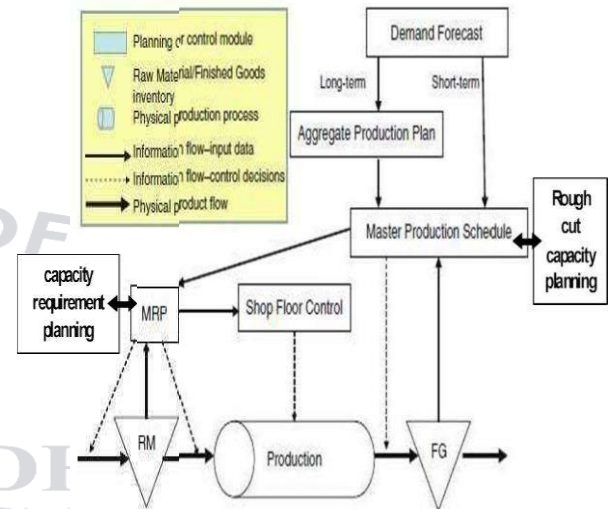 Planning or control module
Raw Material/Finished Goods
inventory
Physical production process
Information flow–input data
Information flow–control decisions
Physical product flow
Demand Forecast
Long-term
Short-term
Aggregate Production Plan
Master Production Schedule
Rough
cut
capacity
planning
capacity
requirement
planning
MRP
Shop Floor Control
RM
Production
FG